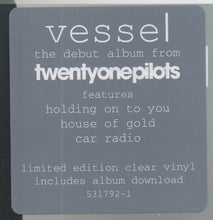 vessel
the debut album from
twentyonepilots
features
holding on to you
house of gold
car radio
limited edition clear vinyl
includes album download
531792-1